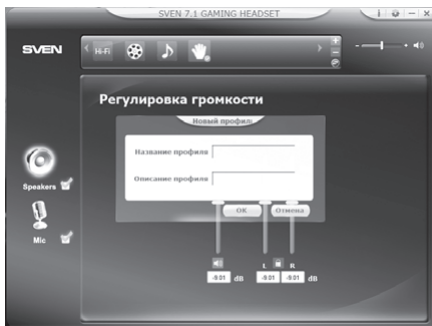 SVEN 7.1 GAMING HEADSET
SVEN
Hi-Fi
Регулировка громкости
Новый профиль
Название профиля
Описание профиля
OK
Отмена
Speakers
Mic
L
R
-9.01 dB
-9.01
-9.01 dB